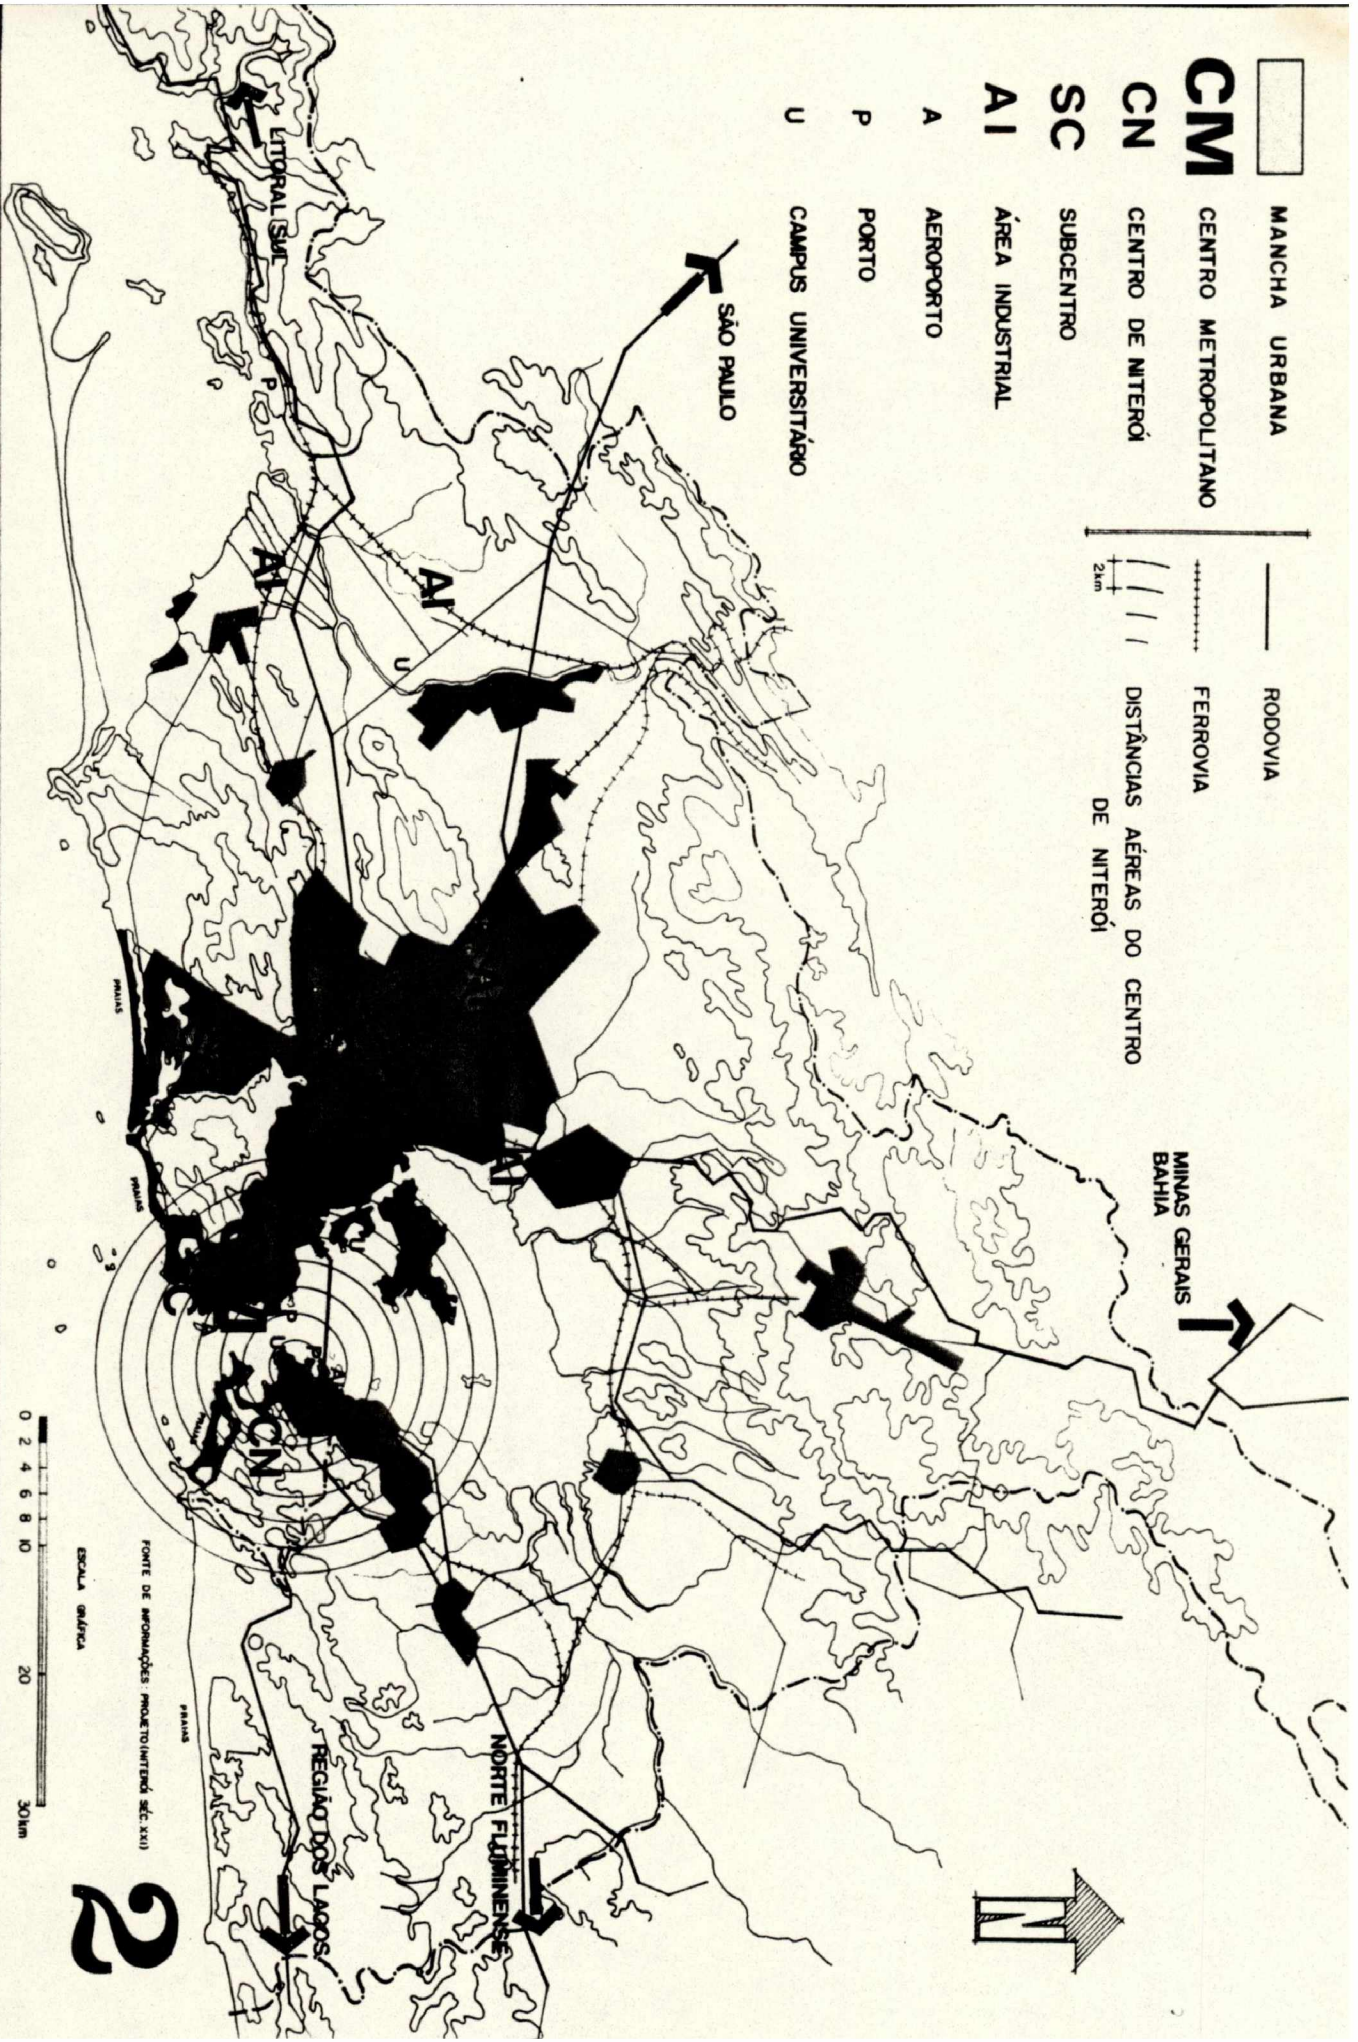 MANCHA URBANA
CM CENTRO METROPOLITANO
CN CENTRO DE NITERÓI
SC SUBCENTRO
AI ÁREA INDUSTRIAL
A AEROPORTO
P PORTO
U CAMPUS UNIVERSITÁRIO
RODOVIA
FERROVIA
2km
DISTÂNCIAS AÉREAS DO CENTRO
DE NITERÓI
MINAS GERAIS
BAHIA
SÃO PAULO
LITORAL SUL
P
AI
AI
U
AI
U
P
U
P
A
CN
PRAIAS
PRAIAS
PRAIAS
NORTE FLUMINENSE
REGIÃO DOS LAGOS
N
0 2 4 6 8 10 20 30km
ESCALA GRÁFICA
FONTE DE INFORMAÇÕES: PROJETO (NITERÓI SÉC. XXI)
2